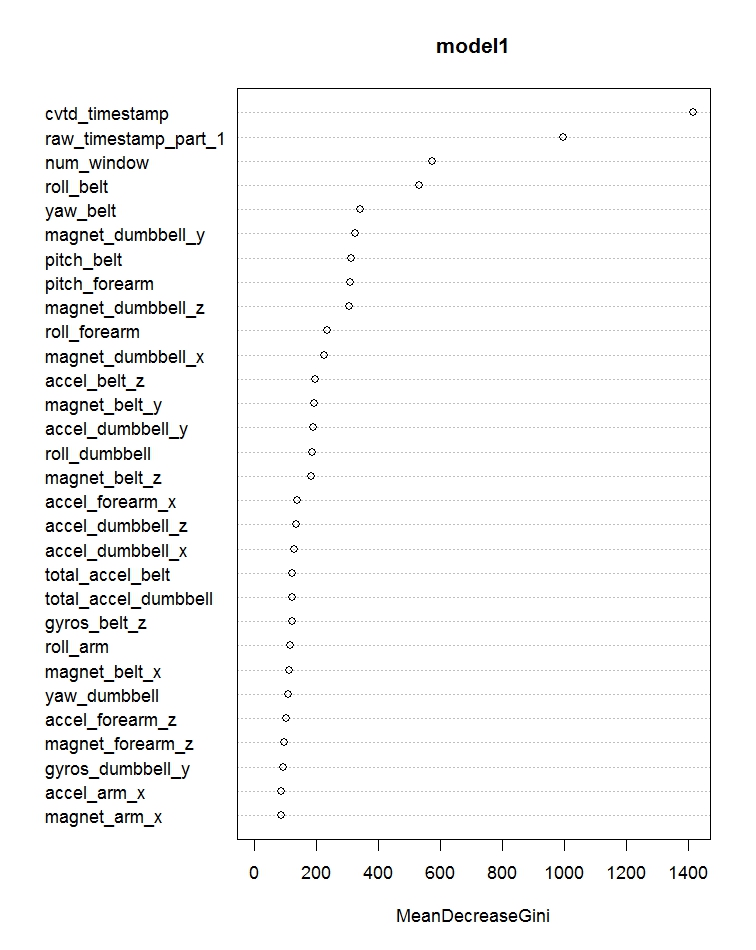 model1
cvtd_timestamp
raw_timestamp_part_1
num_window
roll_belt
yaw_belt
magnet_dumbbell_y
pitch_belt
pitch_forearm
magnet_dumbbell_z
roll_forearm
magnet_dumbbell_x
accel_belt_z
magnet_belt_y
accel_dumbbell_y
roll_dumbbell
magnet_belt_z
accel_forearm_x
accel_dumbbell_z
accel_dumbbell_x
total_accel_belt
total_accel_dumbbell
gyros_belt_z
roll_arm
magnet_belt_x
yaw_dumbbell
accel_forearm_z
magnet_forearm_z
gyros_dumbbell_y
accel_arm_x
magnet_arm_x
0 200 400 600 800 1000 1200 1400
MeanDecreaseGini